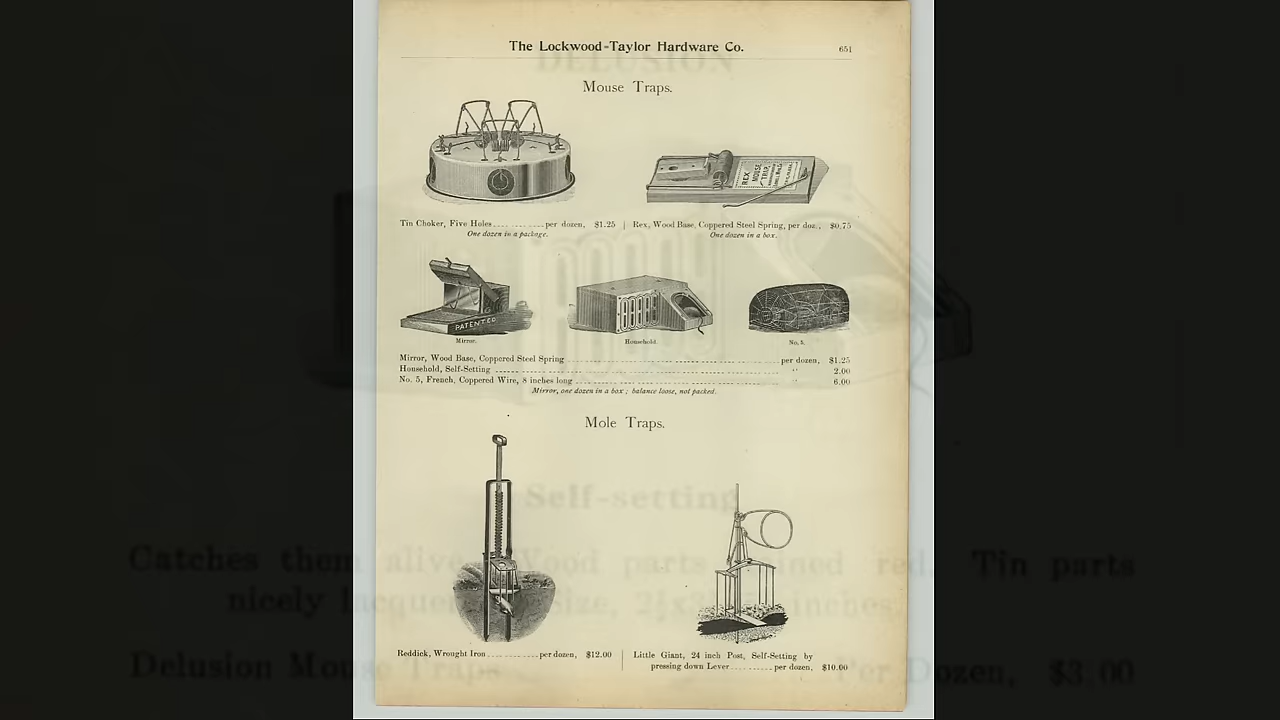 The Lockwood-Taylor Hardware Co.
651
DELUSION
Mouse Traps.
REX
MOUSE
TRAP
Tin Choker, Five Holes per dozen, $1.25 | Rex, Wood Base, Coppered Steel Spring, per doz., $0.75
One dozen in a package. One dozen in a box.
PATENTED
Mirror. Household. No. 5.
Mirror, Wood Base, Coppered Steel Spring per dozen, $1.25
Household, Self-Setting " 2.00
No. 5, French, Coppered Wire, 8 inches long " 6.00
Mirror, one dozen in a box; balance loose, not packed.
Mole Traps.
Self-setting
Catches them alive. Wood parts stained red. Tin parts
nicely lacquered. Size, inches.
Reddick, Wrought Iron per dozen, $12.00
Little Giant, 24 inch Post, Self-Setting by
pressing down Lever per dozen, $10.00
Delusion Mouse Traps Per Dozen, $3.00